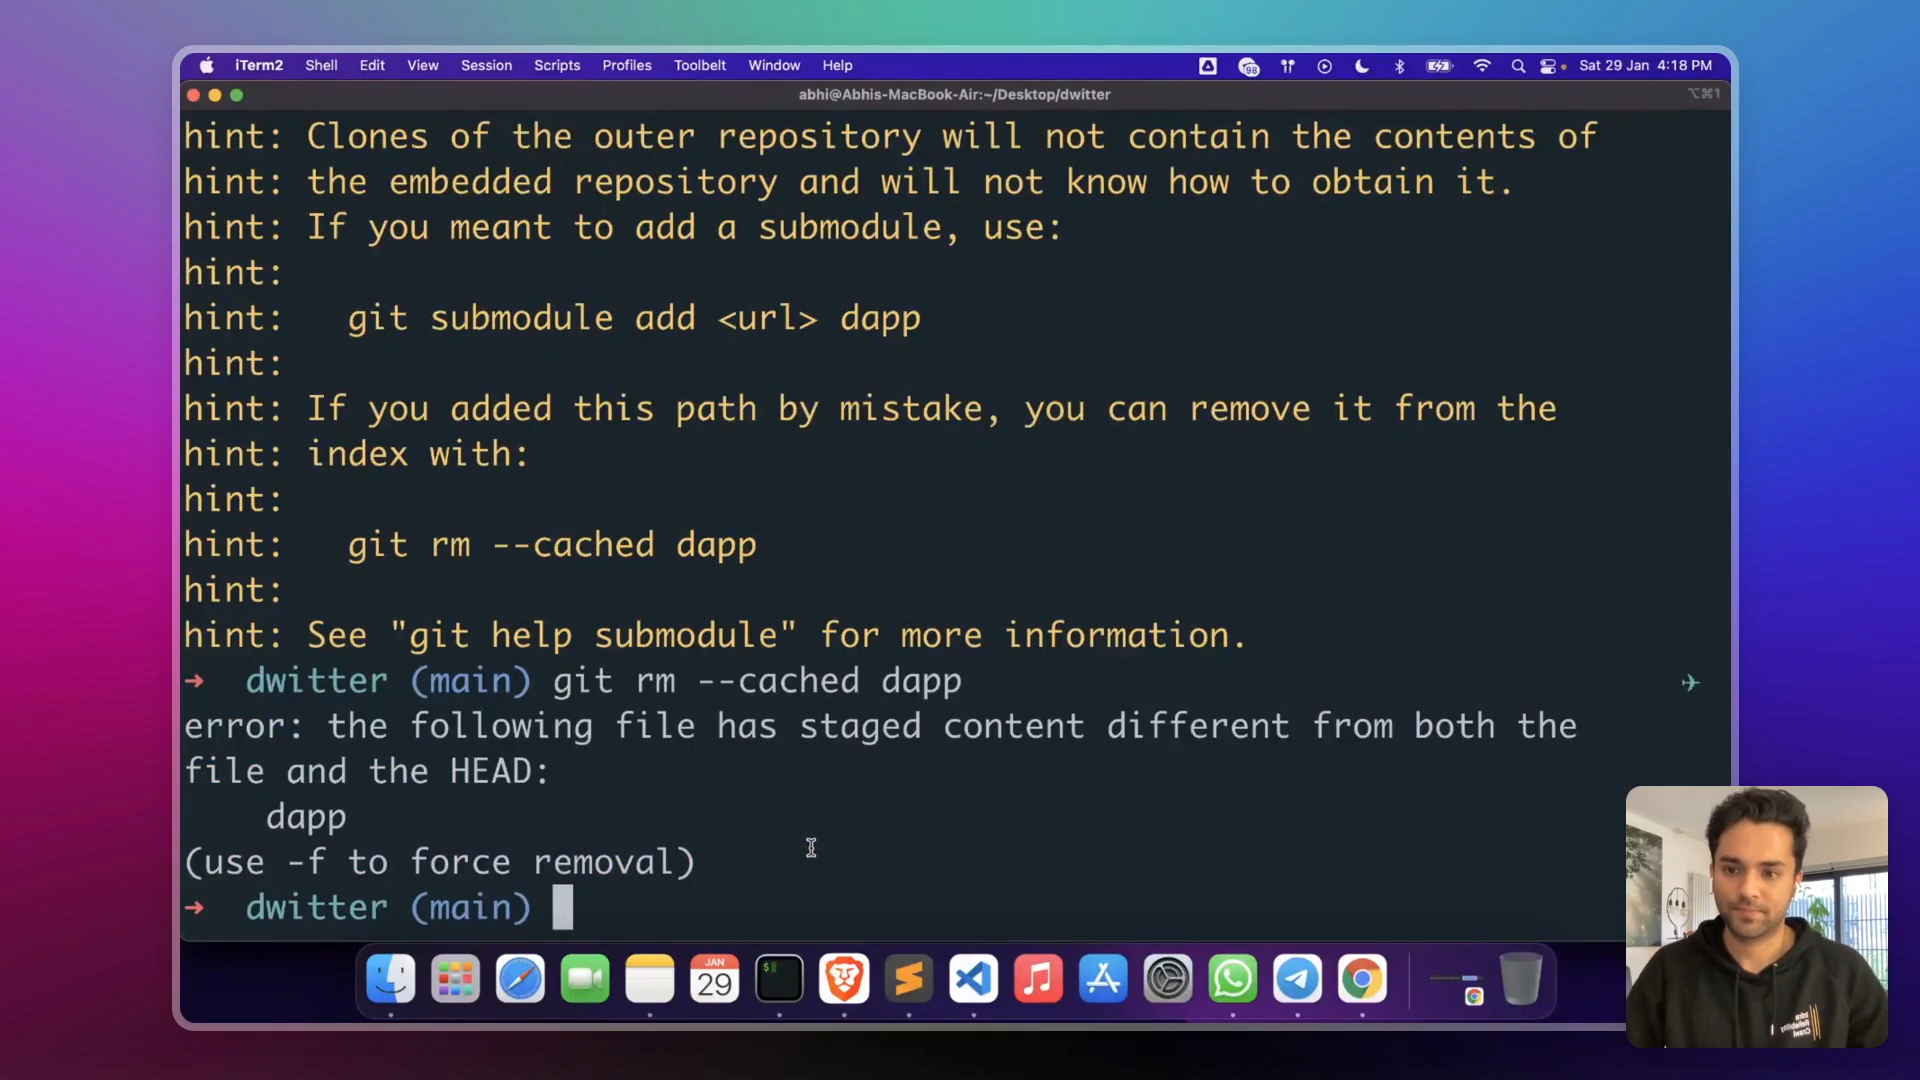 iTerm2 Shell Edit View Session Scripts Profiles Toolbelt Window Help 98 Sat 29 Jan 4:18 PM
abhi@Abhis-MacBook-Air:~/Desktop/dwitter ⌥⌘1
hint: Clones of the outer repository will not contain the contents of
hint: the embedded repository and will not know how to obtain it.
hint: If you meant to add a submodule, use:
hint:
hint:   git submodule add <url> dapp
hint:
hint: If you added this path by mistake, you can remove it from the
hint: index with:
hint:
hint:   git rm --cached dapp
hint:
hint: See "git help submodule" for more information.
➜  dwitter (main) git rm --cached dapp
error: the following file has staged content different from both the
file and the HEAD:
    dapp
(use -f to force removal)
➜  dwitter (main)
JAN
29
$